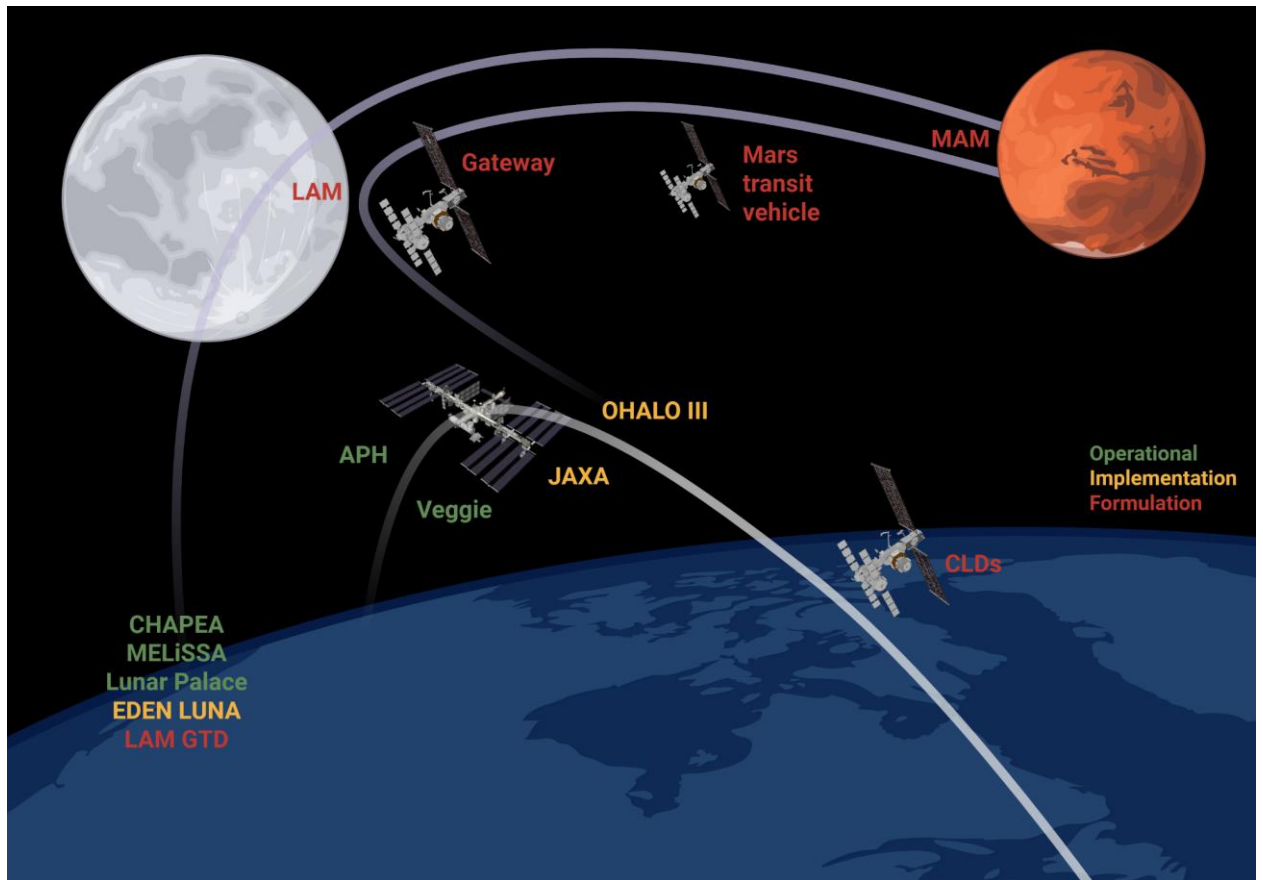 LAM
Gateway
Mars
transit
vehicle
MAM
OHALO III
APH
JAXA
Veggie
Operational
Implementation
Formulation
CLDs
CHAPEA
MELiSSA
Lunar Palace
EDEN LUNA
LAM GTD